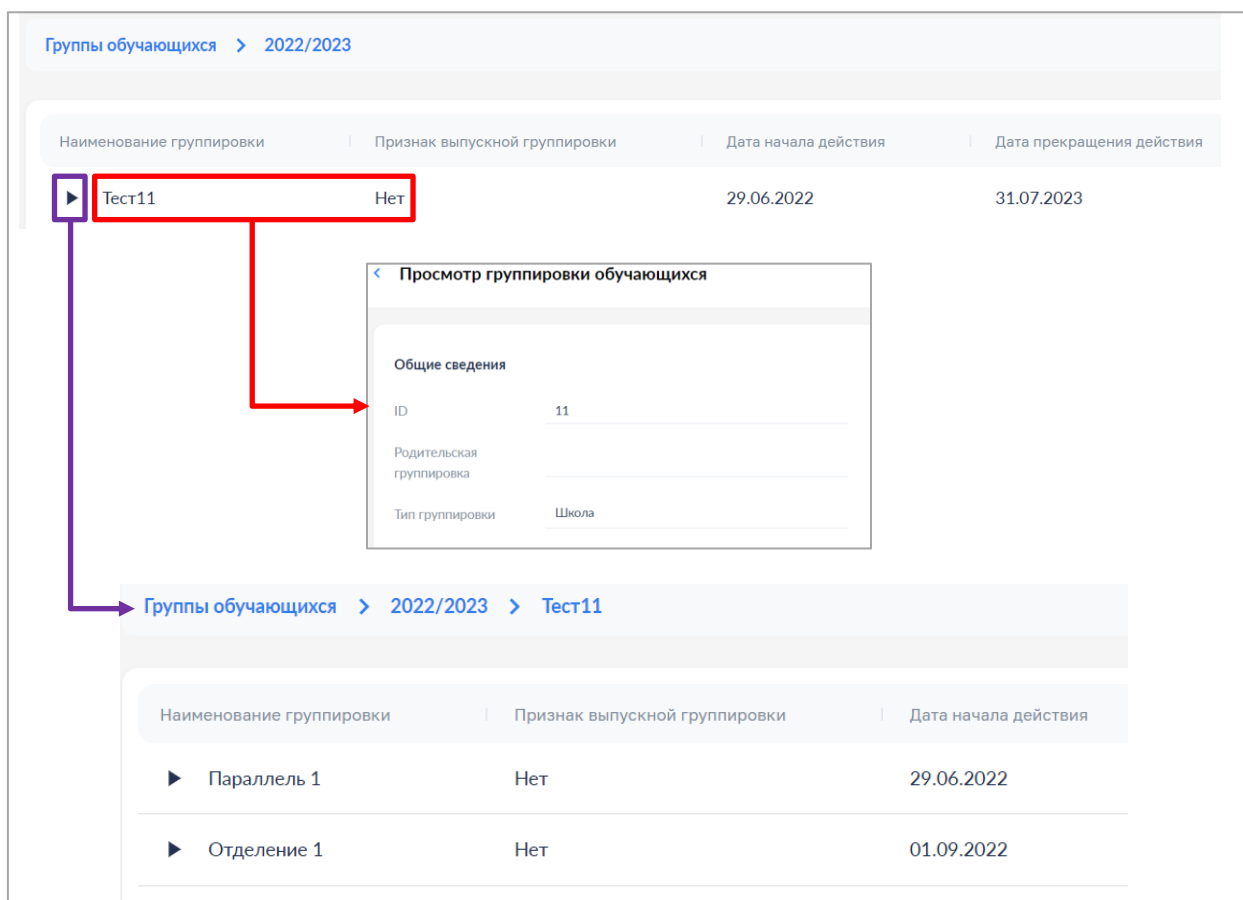 Группы обучающихся > 2022/2023
Наименование группировки Признак выпускной группировки Дата начала действия Дата прекращения действия
Тест11 Нет 29.06.2022 31.07.2023
Просмотр группировки обучающихся
Общие сведения
ID 11
Родительская
группировка
Тип группировки Школа
Группы обучающихся > 2022/2023 > Тест11
Наименование группировки Признак выпускной группировки Дата начала действия
Параллель 1 Нет 29.06.2022
Отделение 1 Нет 01.09.2022